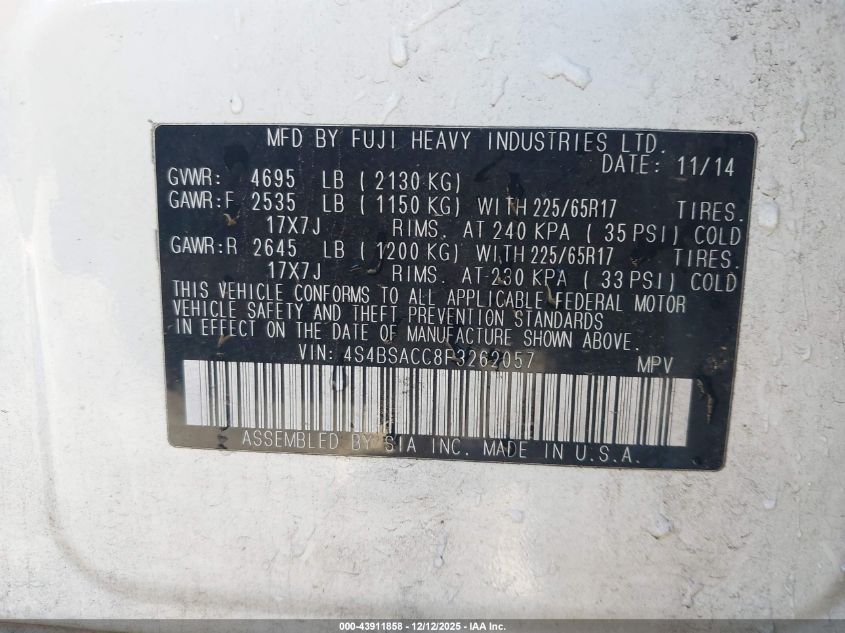 MFD BY FUJI HEAVY INDUSTRIES LTD.
DATE: 11/14
GVWR: 4695 LB ( 2130 KG)
GAWR:F 2535 LB ( 1150 KG) WITH 225/65R17 TIRES.
17X7J RIMS. AT 240 KPA ( 35 PSI) COLD
GAWR:R 2645 LB ( 1200 KG) WITH 225/65R17 TIRES.
17X7J RIMS. AT 230 KPA ( 33 PSI) COLD
THIS VEHICLE CONFORMS TO ALL APPLICABLE FEDERAL MOTOR
VEHICLE SAFETY AND THEFT PREVENTION STANDARDS
IN EFFECT ON THE DATE OF MANUFACTURE SHOWN ABOVE.
VIN: 4S4BSACC8F3262057 MPV
ASSEMBLED BY SIA INC. MADE IN U.S.A.
000-43911858 - 12/12/2025 - IAA Inc.